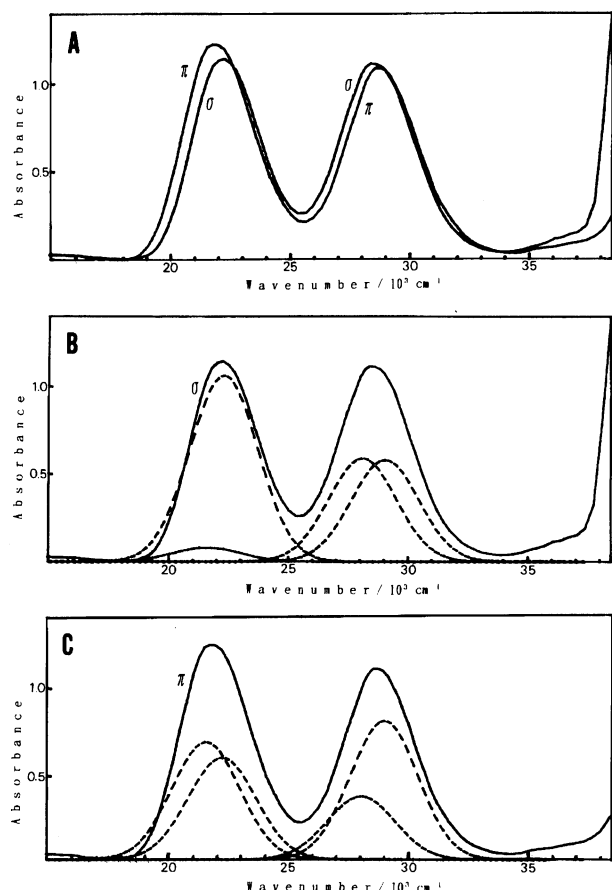 A
π
σ
σ
π
1.0
0.5
Absorbance
20 25 30 35
Wavenumber / 10³ cm⁻¹
B
σ
1.0
0.5
Absorbance
20 25 30 35
Wavenumber / 10³ cm⁻¹
C
π
1.0
0.5
Absorbance
20 25 30 35
Wavenumber / 10³ cm⁻¹